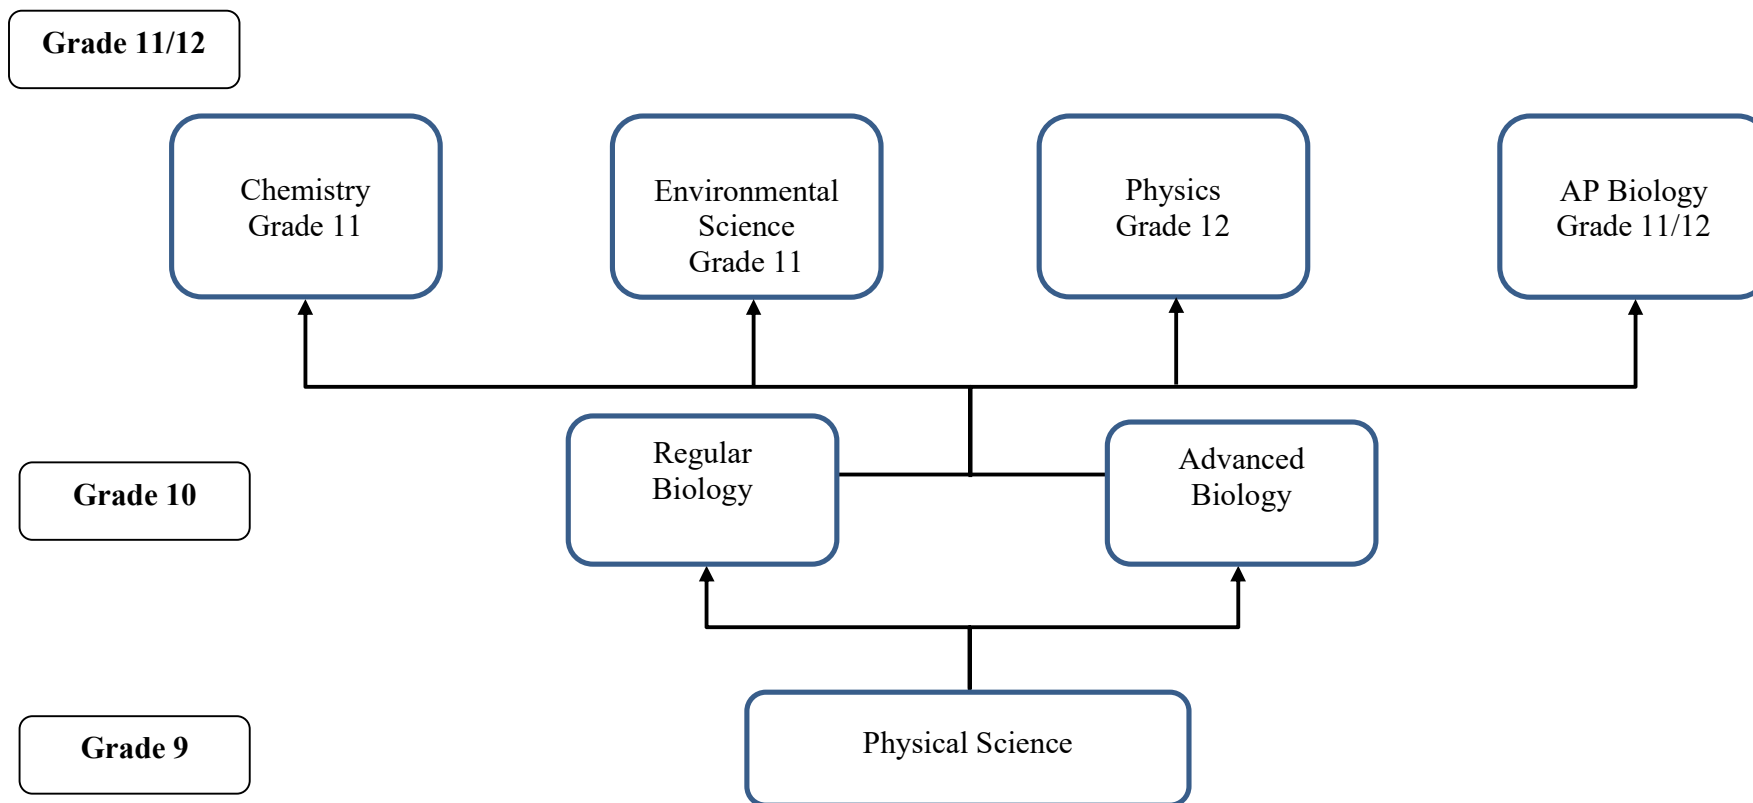 Grade 11/12
Chemistry
Grade 11
Environmental
Science
Grade 11
Physics
Grade 12
AP Biology
Grade 11/12
Grade 10
Regular
Biology
Advanced
Biology
Grade 9
Physical Science